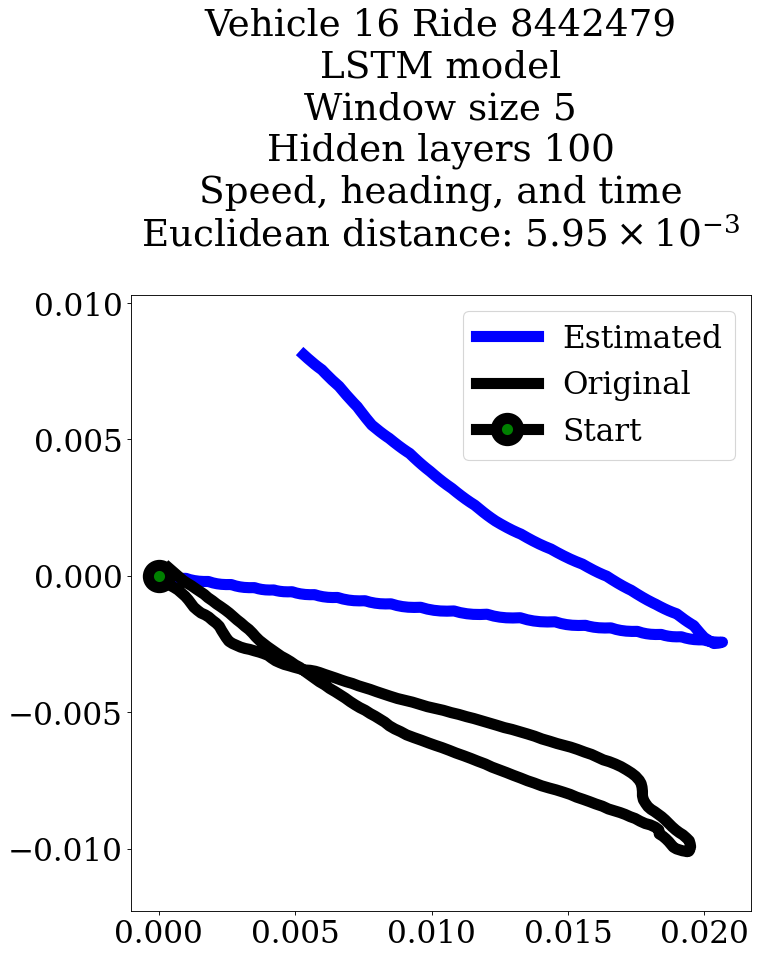 Vehicle 16 Ride 8442479
LSTM model
Window size 5
Hidden layers 100
Speed, heading, and time
Euclidean distance: 5.95 × 10⁻³
0.010
0.005
0.000
−0.005
−0.010
Estimated
Original
Start
0.000 0.005 0.010 0.015 0.020